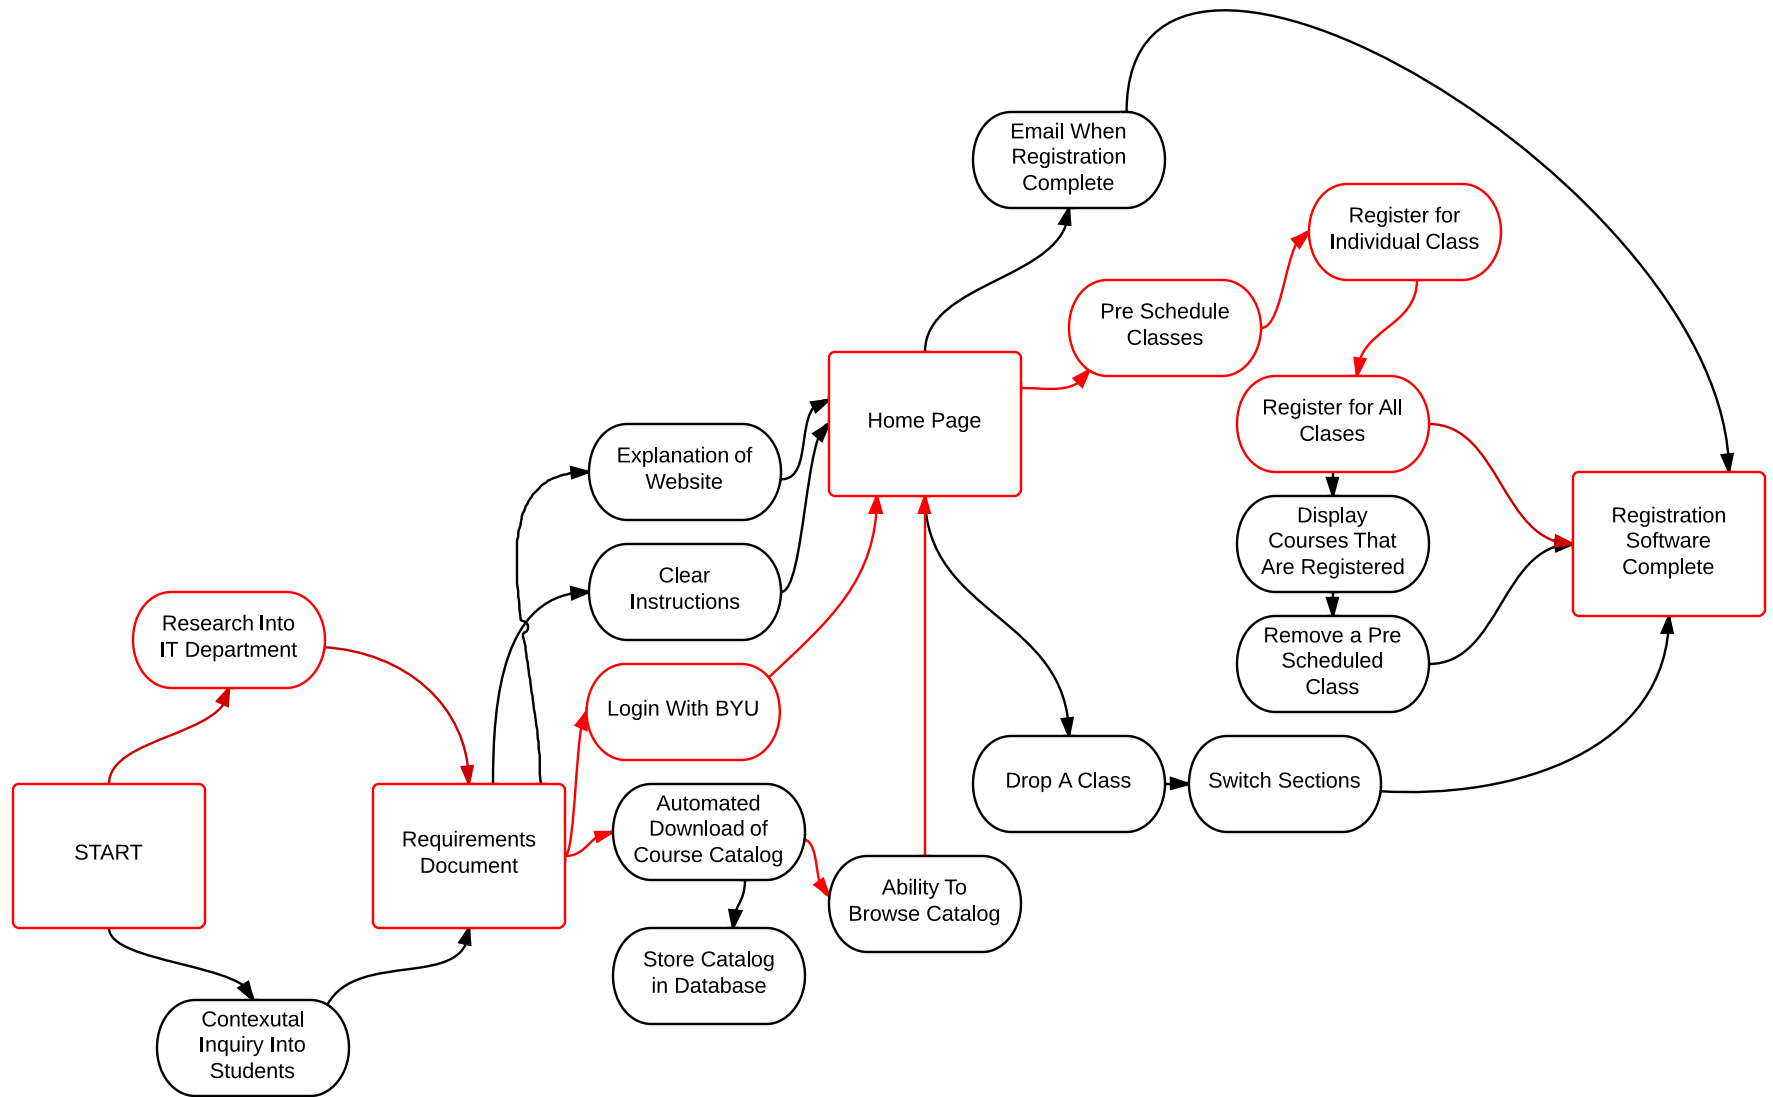 Email When
Registration
Complete
Register for
Individual Class
Pre Schedule
Classes
Home Page
Register for All
Clases
Explanation of
Website
Registration
Software
Complete
Display
Courses That
Are Registered
Clear
Instructions
Research Into
IT Department
Remove a Pre
Scheduled
Class
Login With BYU
Drop A Class
Switch Sections
START
Requirements
Document
Automated
Download of
Course Catalog
Ability To
Browse Catalog
Store Catalog
in Database
Contexutal
Inquiry Into
Students